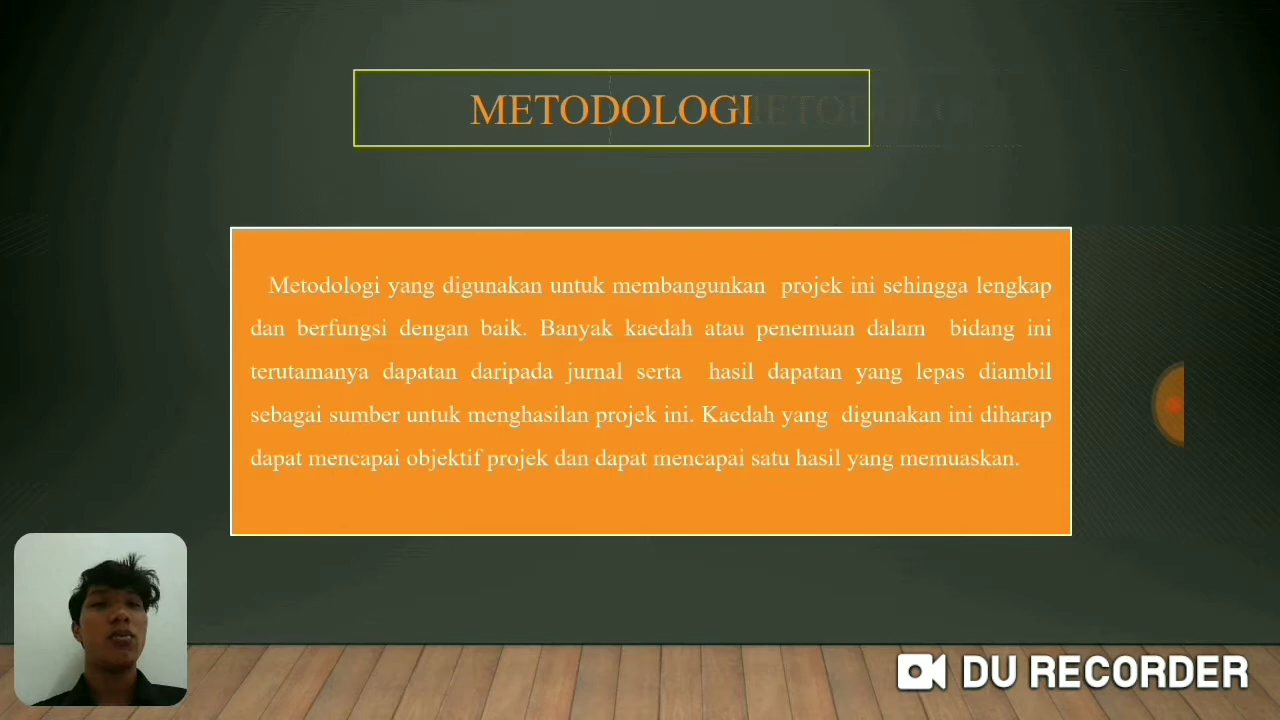 METODOLOGI
Metodologi yang digunakan untuk membangunkan projek ini sehingga lengkap
dan berfungsi dengan baik. Banyak kaedah atau penemuan dalam bidang ini
terutamanya dapatan daripada jurnal serta hasil dapatan yang lepas diambil
sebagai sumber untuk menghasilan projek ini. Kaedah yang digunakan ini diharap
dapat mencapai objektif projek dan dapat mencapai satu hasil yang memuaskan.
DU RECORDER